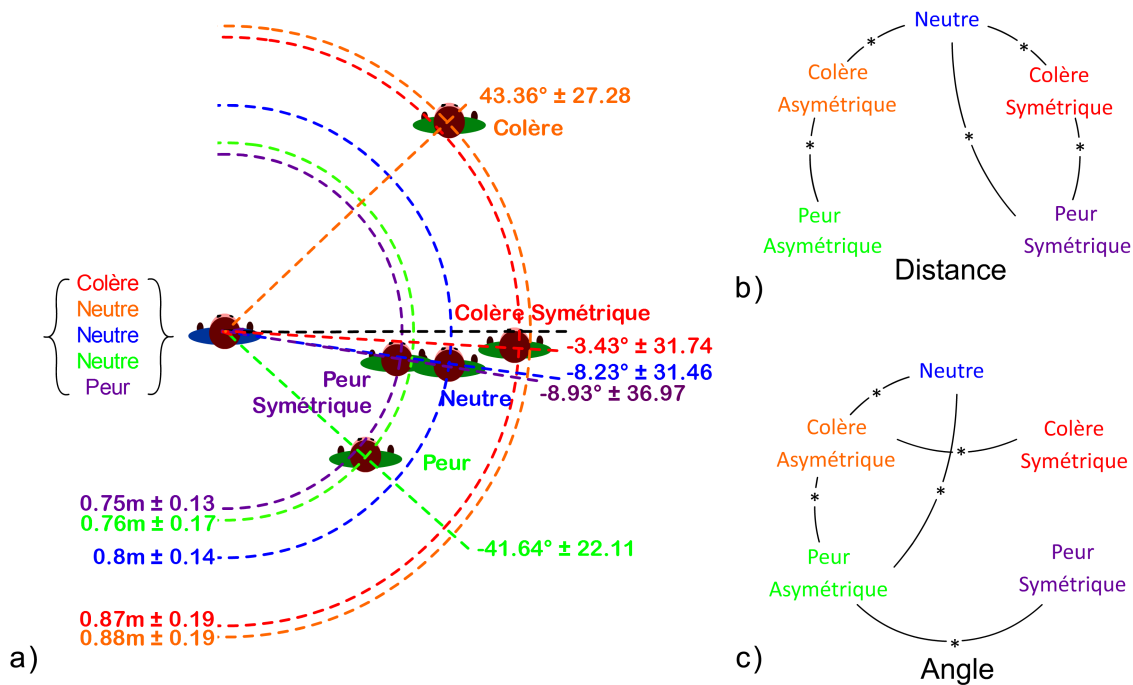 43.36° ± 27.28
Colère
Colère
Neutre
Neutre
Neutre
Peur
Colère Symétrique
-3.43° ± 31.74
-8.23° ± 31.46
-8.93° ± 36.97
Peur
Symétrique
Neutre
Peur
0.75m ± 0.13
0.76m ± 0.17
0.8m ± 0.14
-41.64° ± 22.11
0.87m ± 0.19
0.88m ± 0.19
a)
Neutre
*
*
Colère
Asymétrique
Colère
Symétrique
*
*
*
Peur
Asymétrique
Peur
Symétrique
b)
Distance
Neutre
*
Colère
Asymétrique
Colère
Symétrique
*
*
*
Peur
Asymétrique
Peur
Symétrique
*
c)
Angle